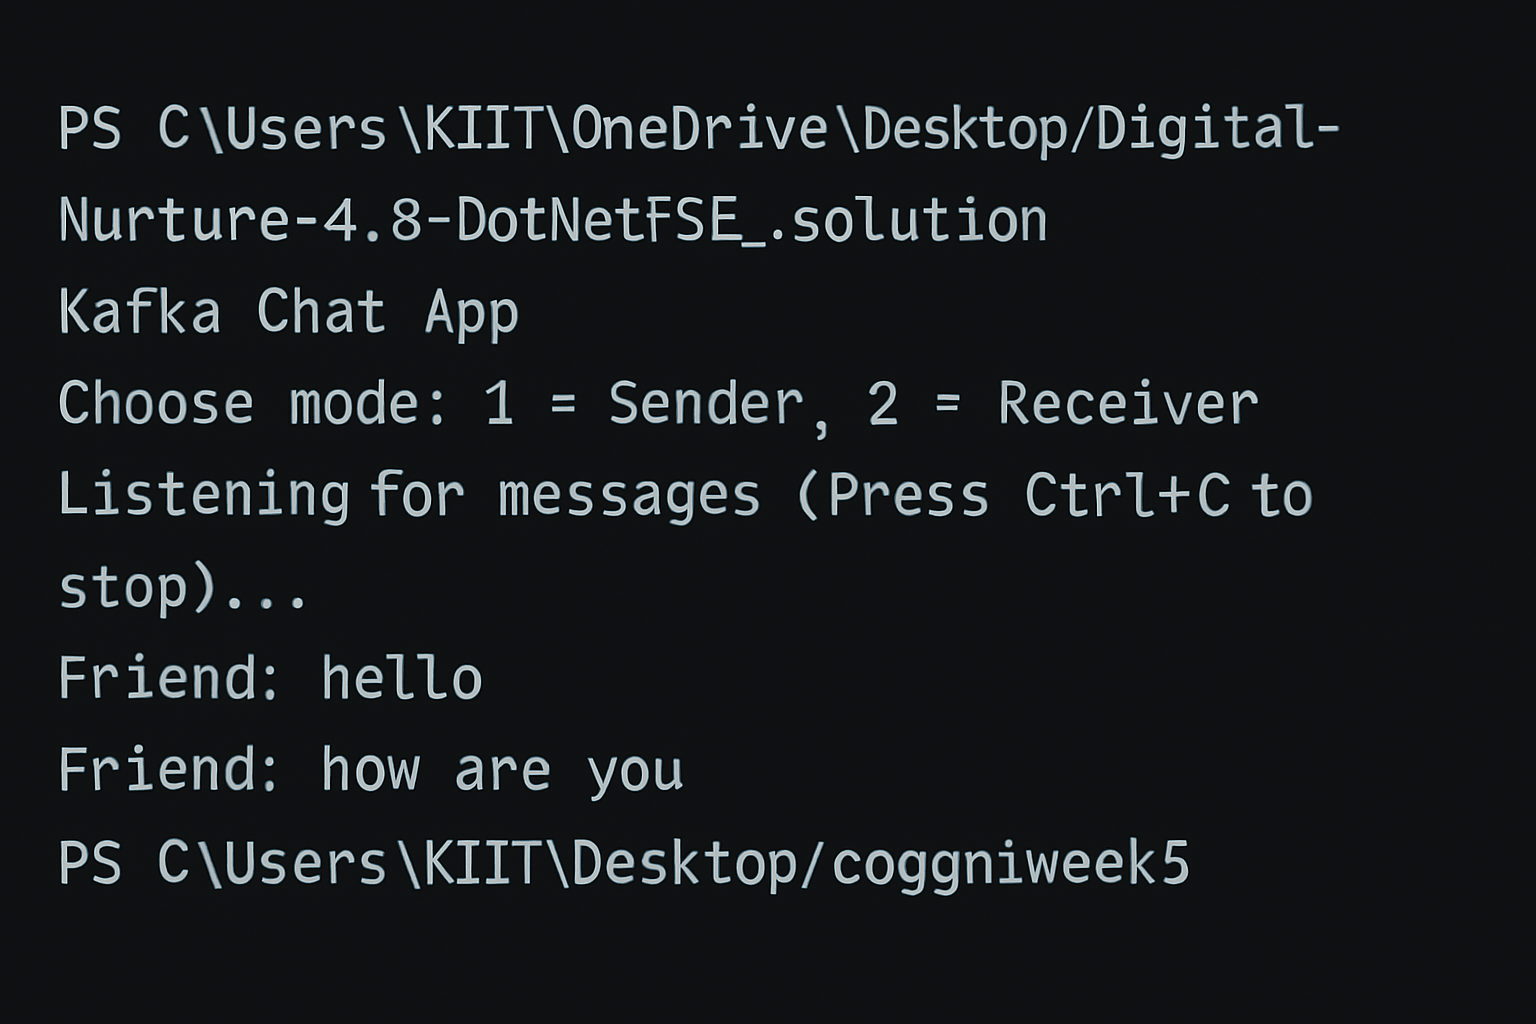 PS C\Users\KIIT\OneDrive\Desktop/Digital-
Nurture-4.8-DotNetFSE_.solution
Kafka Chat App
Choose mode: 1 = Sender, 2 = Receiver
Listening for messages (Press Ctrl+C to
stop)...
Friend: hello
Friend: how are you
PS C\Users\KIIT\Desktop/coggniweek5